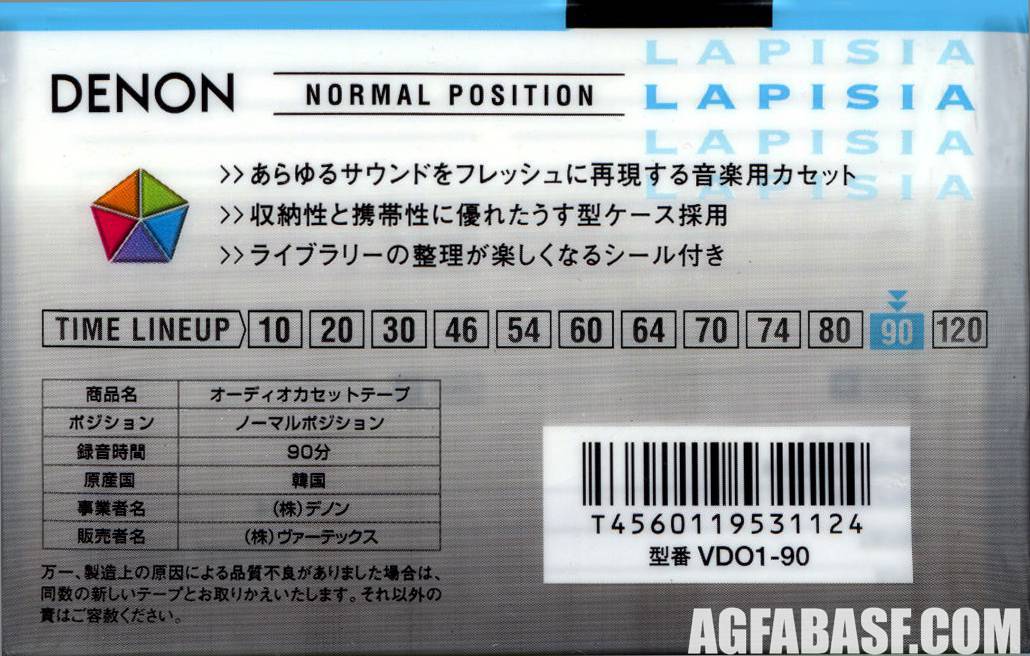 LAPISIA
DENON
NORMAL POSITION
LAPISIA
LAPISIA
LAPISIA
>>あらゆるサウンドをフレッシュに再現する音楽用カセット
>>収納性と携帯性に優れたうす型ケース採用
>>ライブラリーの整理が楽しくなるシール付き
TIME LINEUP 10 20 30 46 54 60 64 70 74 80 90 120
商品名 オーディオカセットテープ
ポジション ノーマルポジション
録音時間 90分
原産国 韓国
事業者名 (株)デノン
販売者名 (株)ヴァーテックス
万一、製造上の原因による品質不良がありました場合は、
同数の新しいテープとお取りかえいたします。それ以外の
責はご容赦ください。
T4560119531124
型番 VDO1-90
AGFABASF.COM